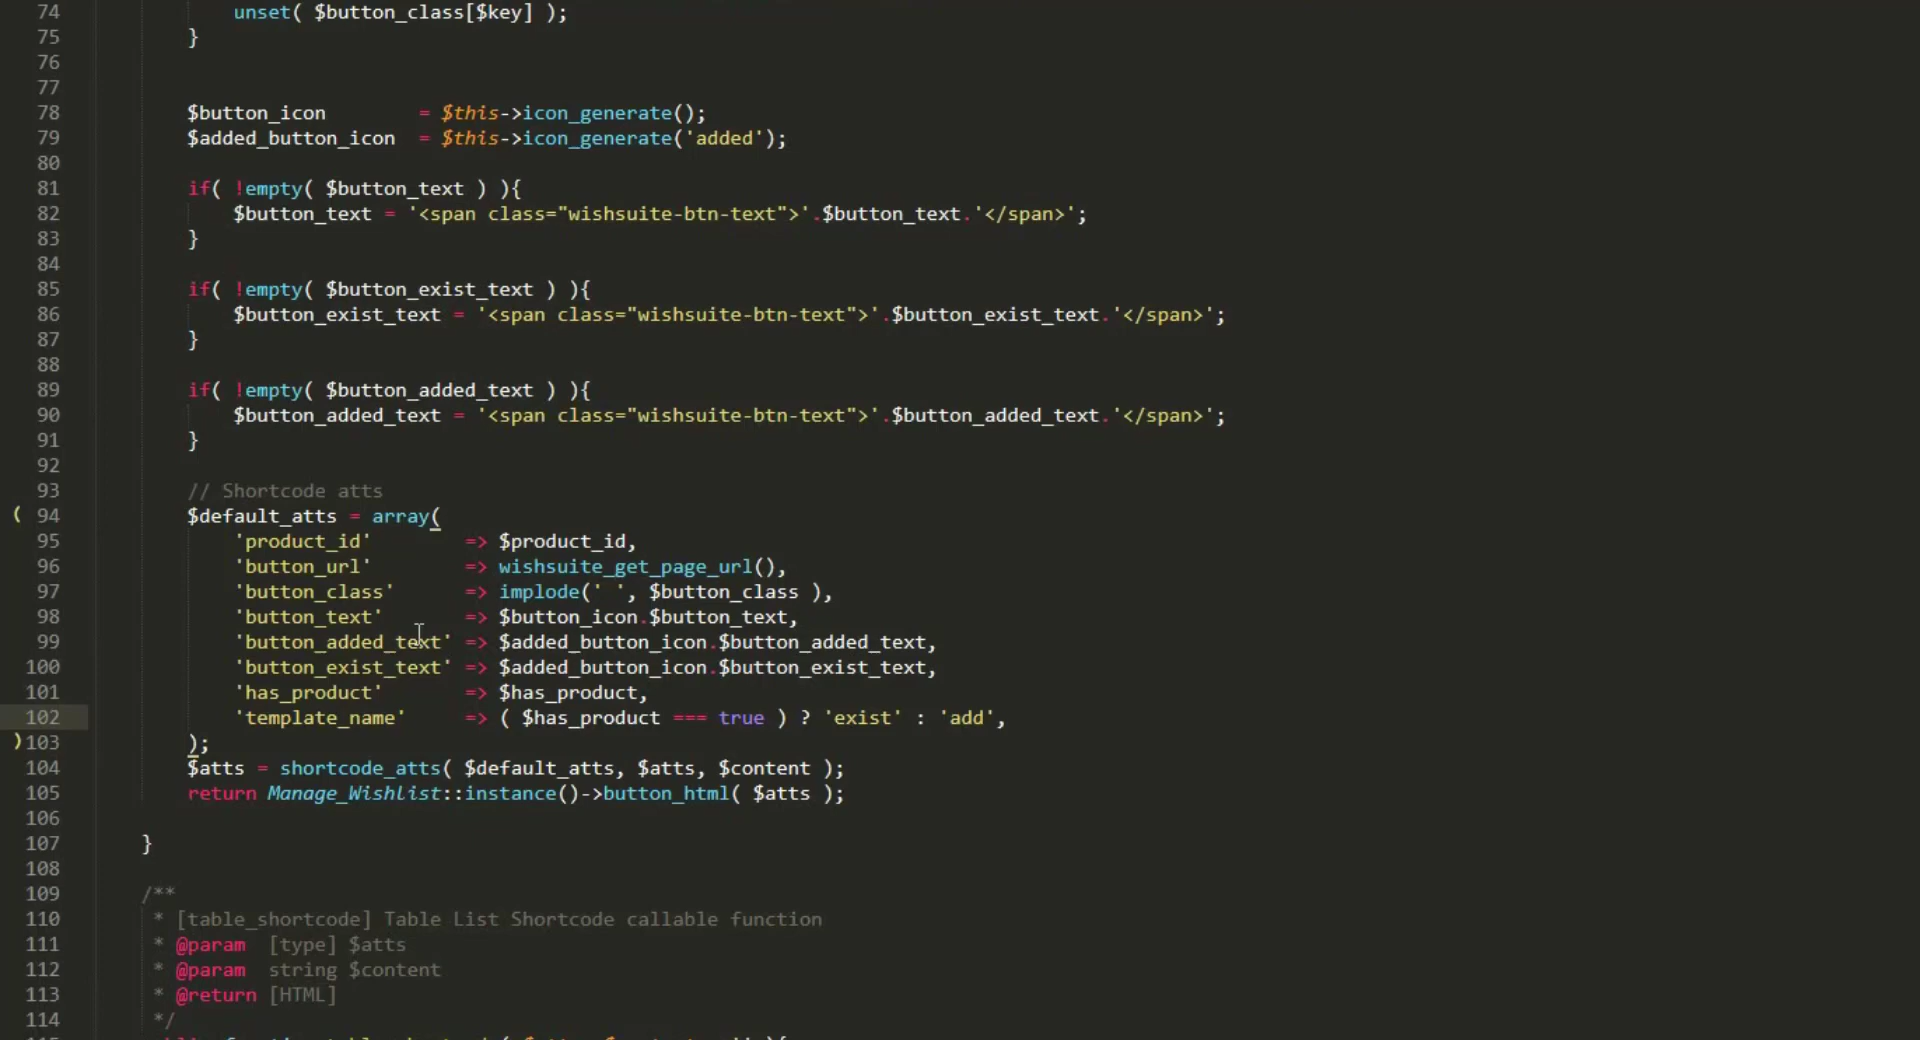 74 unset( $button_class[$key] );
75 }
76
77
78 $button_icon = $this->icon_generate();
79 $added_button_icon = $this->icon_generate('added');
80
81 if( !empty( $button_text ) ){
82 $button_text = '<span class="wishsuite-btn-text">'.$button_text.'</span>';
83 }
84
85 if( !empty( $button_exist_text ) ){
86 $button_exist_text = '<span class="wishsuite-btn-text">'.$button_exist_text.'</span>';
87 }
88
89 if( !empty( $button_added_text ) ){
90 $button_added_text = '<span class="wishsuite-btn-text">'.$button_added_text.'</span>';
91 }
92
93 // Shortcode atts
( 94 $default_atts = array(
95 'product_id' => $product_id,
96 'button_url' => wishsuite_get_page_url(),
97 'button_class' => implode(' ', $button_class ),
98 'button_text' => $button_icon.$button_text,
99 'button_added_text' => $added_button_icon.$button_added_text,
100 'button_exist_text' => $added_button_icon.$button_exist_text,
101 'has_product' => $has_product,
102 'template_name' => ( $has_product === true ) ? 'exist' : 'add',
) 103 );
104 $atts = shortcode_atts( $default_atts, $atts, $content );
105 return Manage_Wishlist::instance()->button_html( $atts );
106
107 }
108
109 /**
110 * [table_shortcode] Table List Shortcode callable function
111 * @param [type] $atts
112 * @param string $content
113 * @return [HTML]
114 */